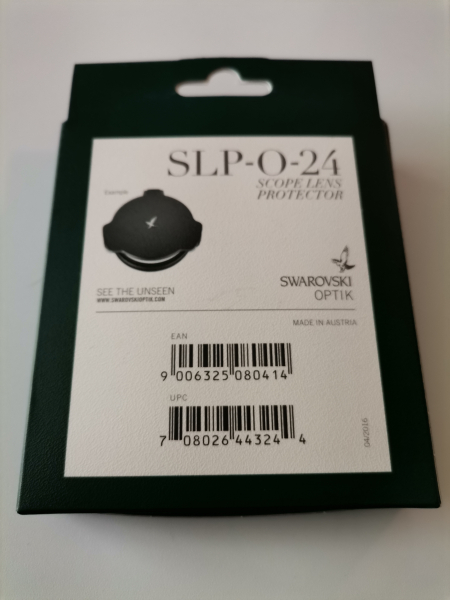 SLP-O-24
SCOPE LENS
PROTECTOR
Example
SEE THE UNSEEN
WWW.SWAROVSKIOPTIK.COM
SWAROVSKI
OPTIK
MADE IN AUSTRIA
EAN
9 006325 080414
UPC
7 08026 44324 4
04/2016